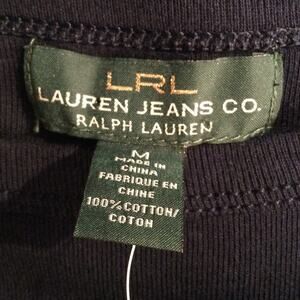 LRL
LAUREN JEANS CO.
RALPH LAUREN
M
MADE IN
CHINA
FABRIQUE EN
CHINE
100% COTTON/
COTON